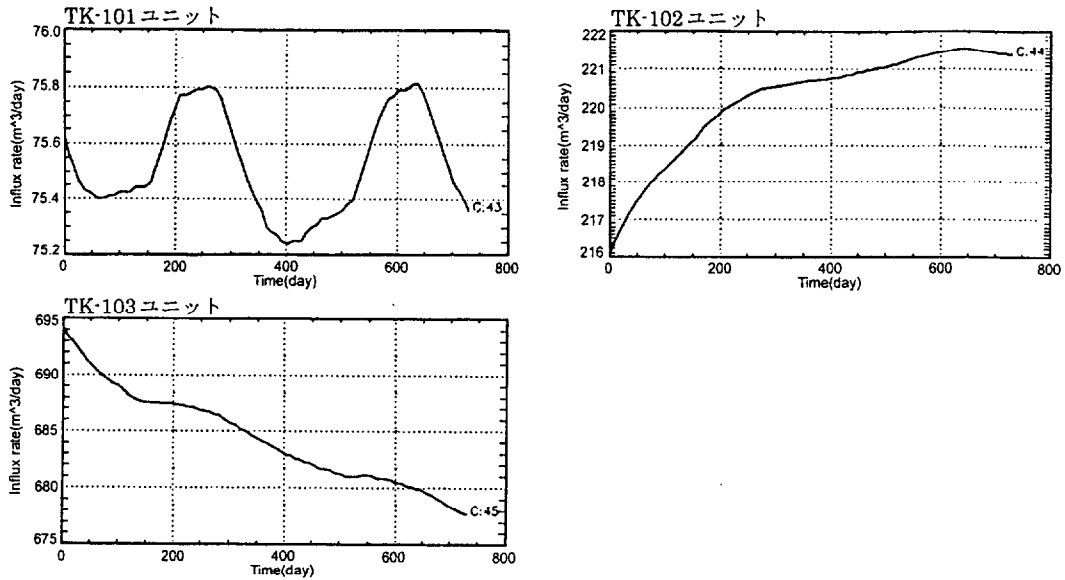 TK-101ユニット
76.0
75.8
75.6
75.4
75.2
Influx rate(m^3/day)
C:43
0 200 400 600 800
Time(day)
TK-102ユニット
222
221
220
219
218
217
216
Influx rate(m^3/day)
C:44
0 200 400 600 800
Time(day)
TK-103ユニット
695
690
685
680
675
Influx rate(m^3/day)
C:45
0 200 400 600 800
Time(day)